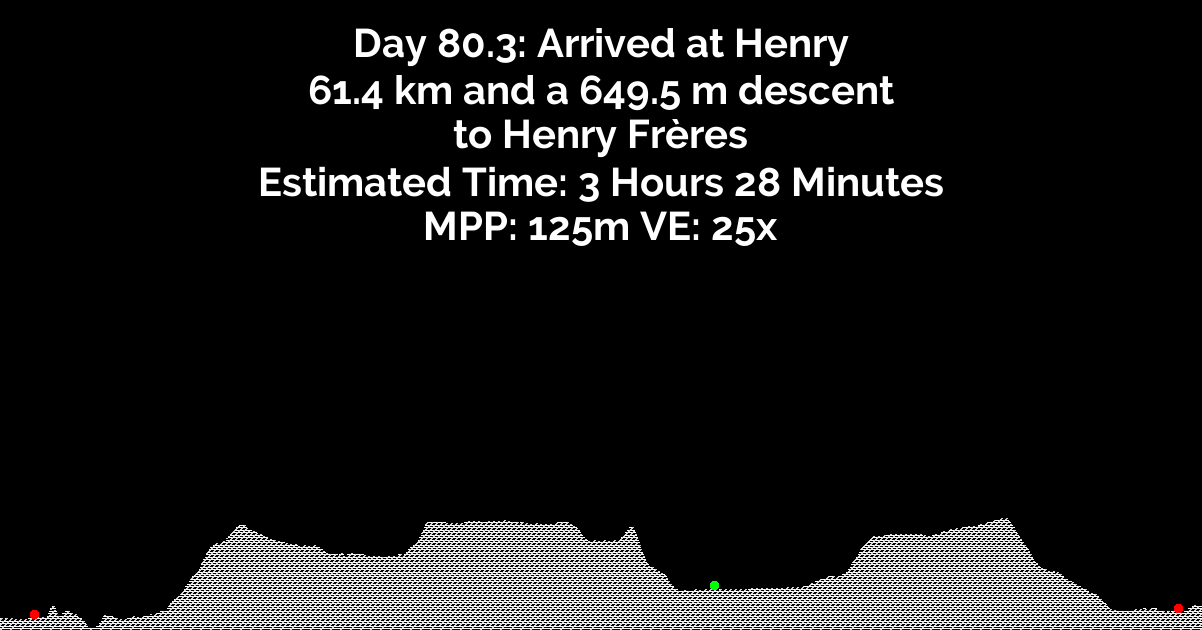 Day 80.3: Arrived at Henry
61.4 km and a 649.5 m descent
to Henry Frères
Estimated Time: 3 Hours 28 Minutes
MPP: 125m VE: 25x